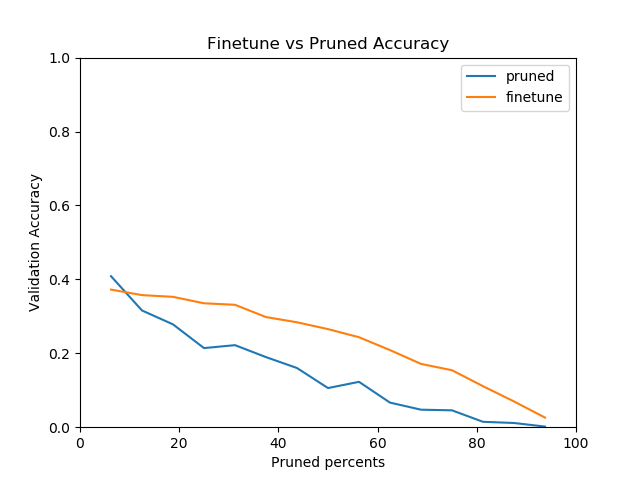 Finetune vs Pruned Accuracy
1.0
0.8
0.6
0.4
0.2
0.0
Validation Accuracy
pruned
finetune
0 20 40 60 80 100
Pruned percents